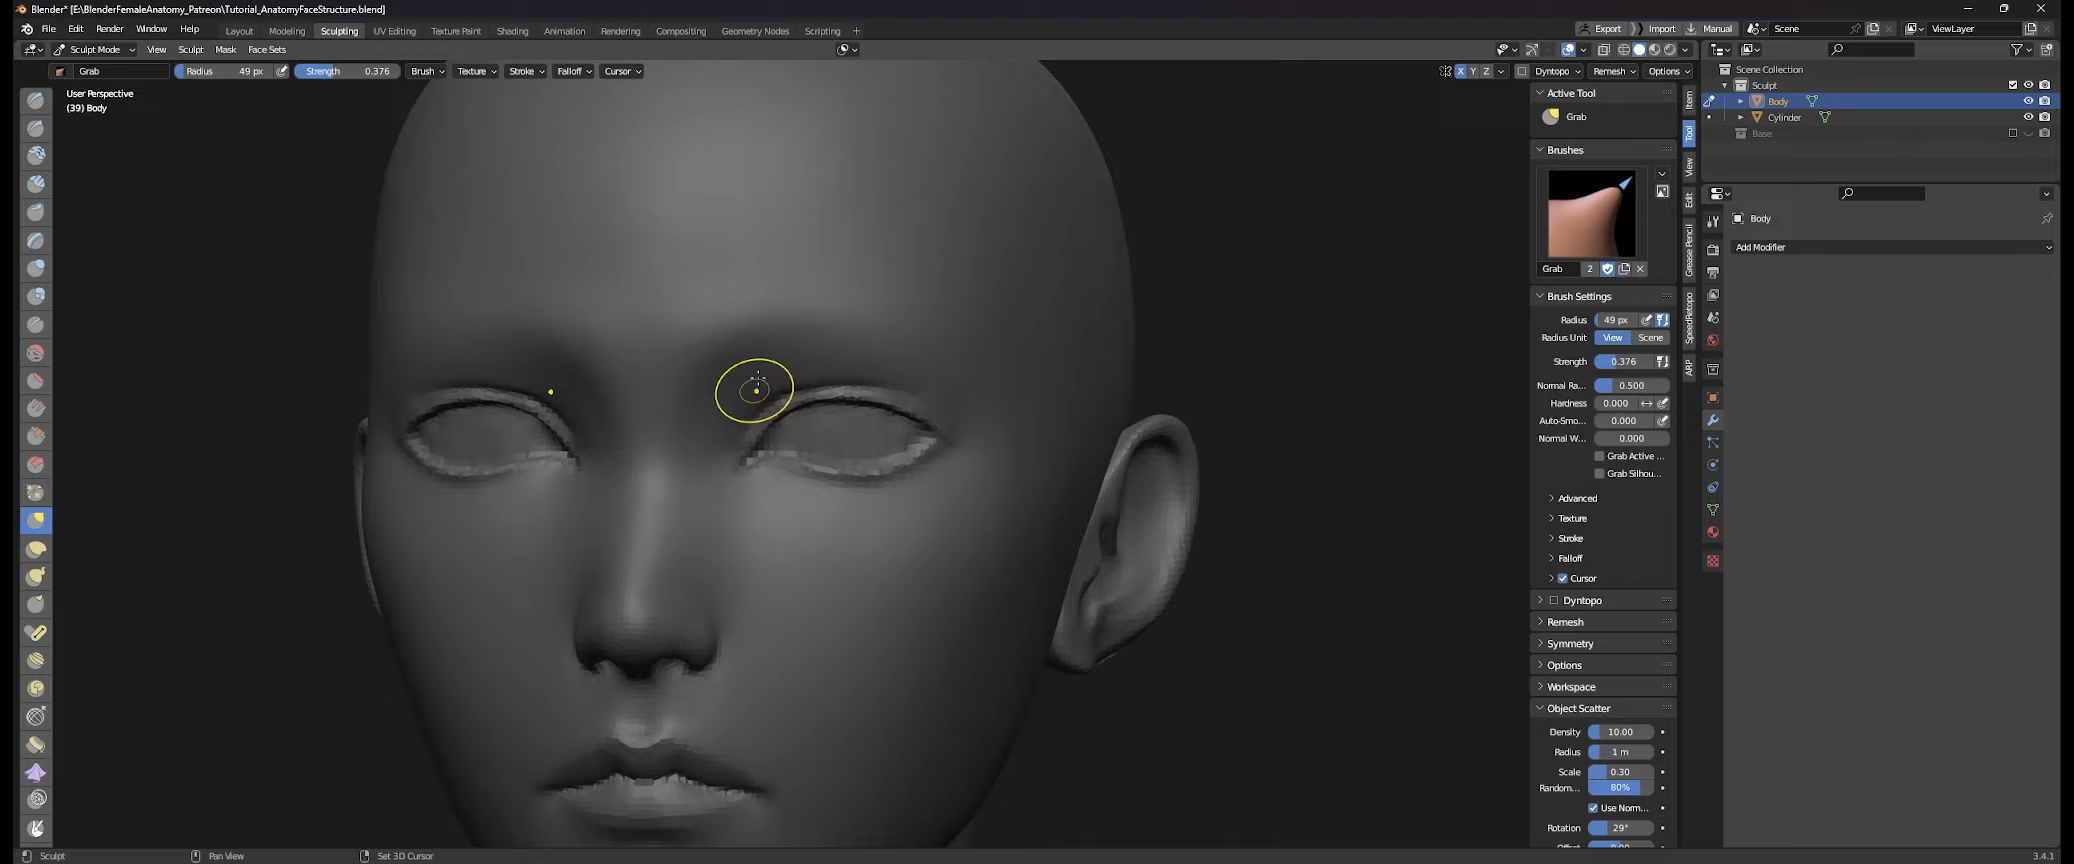 Blender* [E:\BlenderFemaleAnatomy_Patreon\Tutorial_AnatomyFaceStructure.blend]
File Edit Render Window Help Layout Modeling Sculpting UV Editing Texture Paint Shading Animation Rendering Compositing Geometry Nodes Scripting + Export Import Manual Scene ViewLayer
Sculpt Mode View Sculpt Mask Face Sets
Grab Radius 49 px Strength 0.376 Brush Texture Stroke Falloff Cursor X Y Z Dyntopo Remesh Options
User Perspective
(39) Body
Active Tool
Grab
Brushes
Grab 2
Brush Settings
Radius 49 px
Radius Unit View Scene
Strength 0.376
Normal Ra... 0.500
Hardness 0.000
Auto-Smo... 0.000
Normal W... 0.000
Grab Active ...
Grab Silhou...
Advanced
Texture
Stroke
Falloff
Cursor
Dyntopo
Remesh
Symmetry
Options
Workspace
Object Scatter
Density 10.00
Radius 1 m
Scale 0.30
Random... 80%
Use Norm...
Rotation 29°
Item
Tool
View
Edit
Grease Pencil
SpeedRetopo
ARP
Scene Collection
Sculpt
Body
Cylinder
Base
Body
Add Modifier
Sculpt Pan View Set 3D Cursor 3.4.1